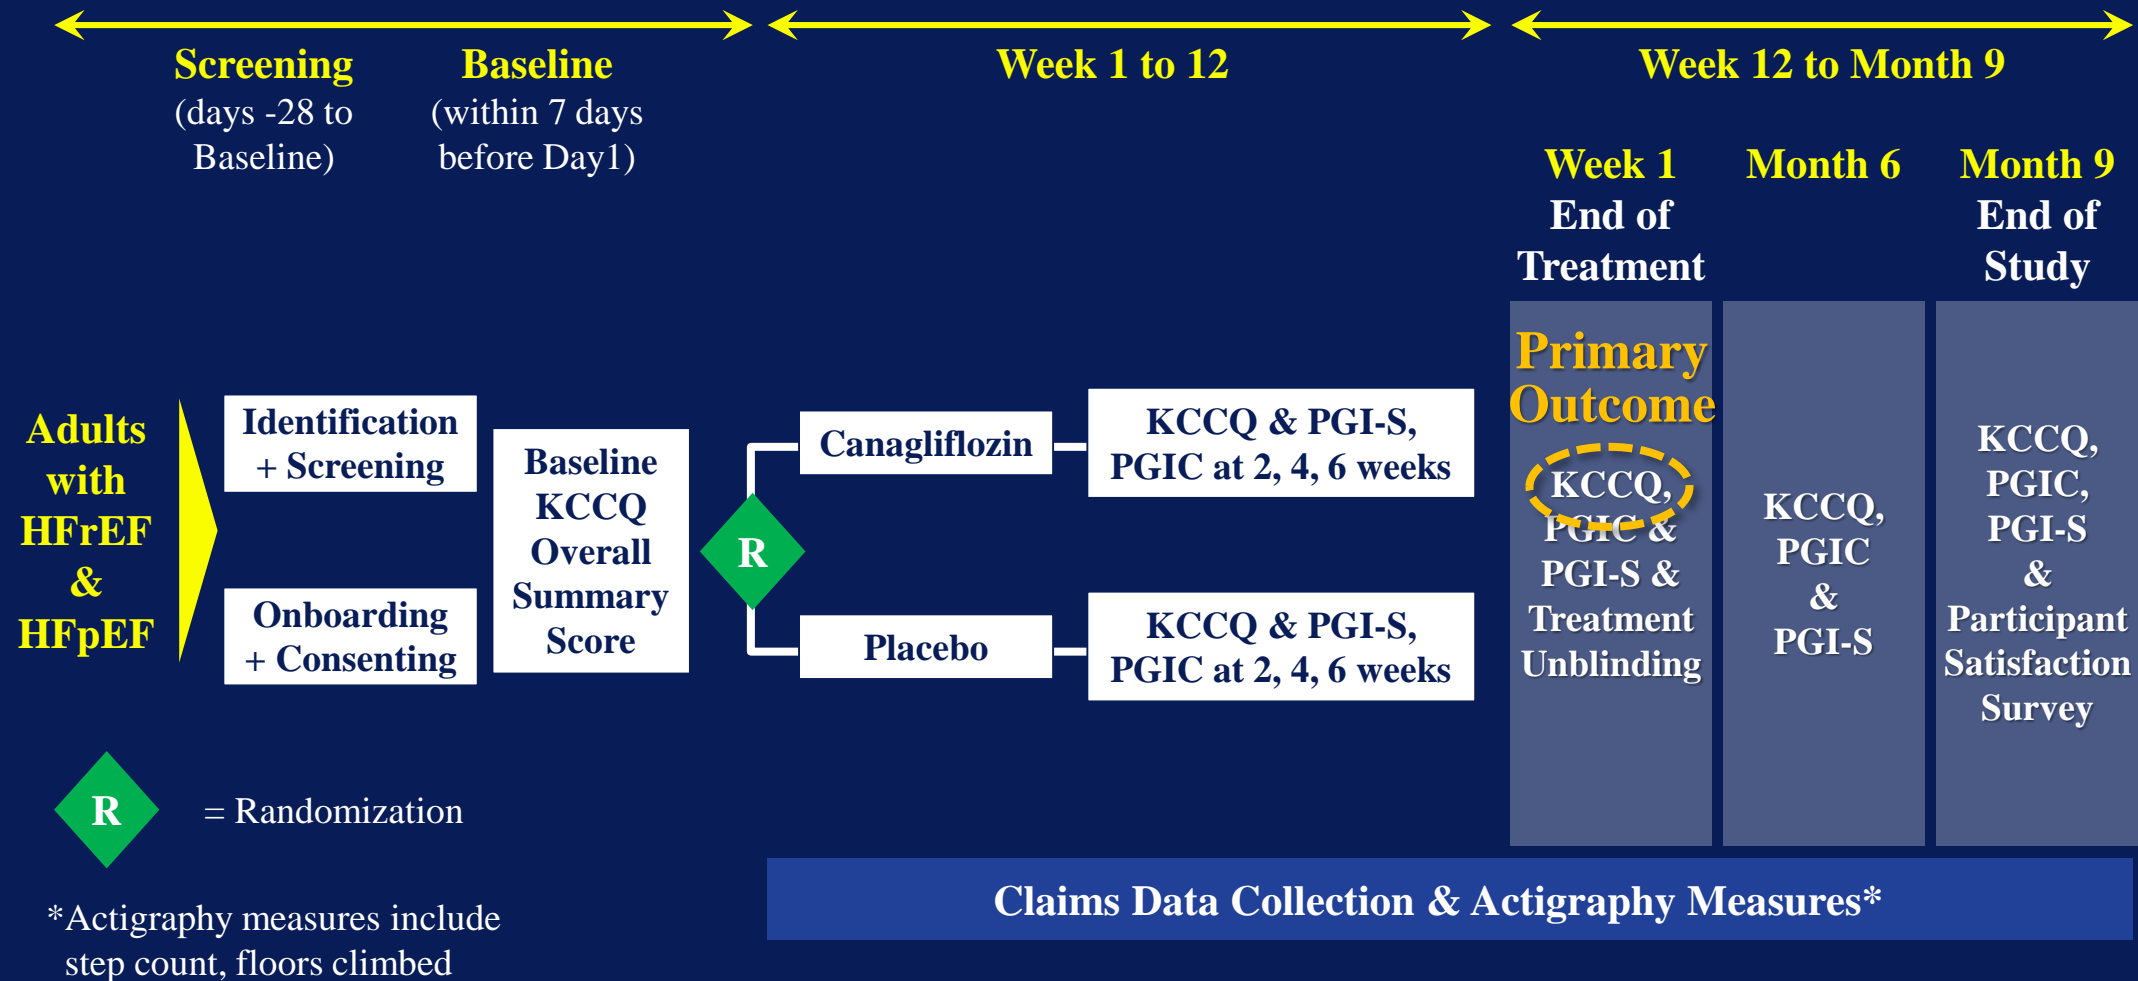 Screening
(days -28 to
Baseline)
Baseline
(within 7 days
before Day1)
Week 1 to 12
Week 12 to Month 9
Week 1
End of
Treatment
Month 6
Month 9
End of
Study
Adults
with
HFrEF
&
HFpEF
Identification
+ Screening
Onboarding
+ Consenting
Baseline
KCCQ
Overall
Summary
Score
R
Canagliflozin
KCCQ & PGI-S,
PGIC at 2, 4, 6 weeks
Placebo
KCCQ & PGI-S,
PGIC at 2, 4, 6 weeks
Primary
Outcome
KCCQ,
PGIC &
PGI-S &
Treatment
Unblinding
KCCQ,
PGIC
&
PGI-S
KCCQ,
PGIC,
PGI-S
&
Participant
Satisfaction
Survey
R
= Randomization
Claims Data Collection & Actigraphy Measures*
*Actigraphy measures include
step count, floors climbed